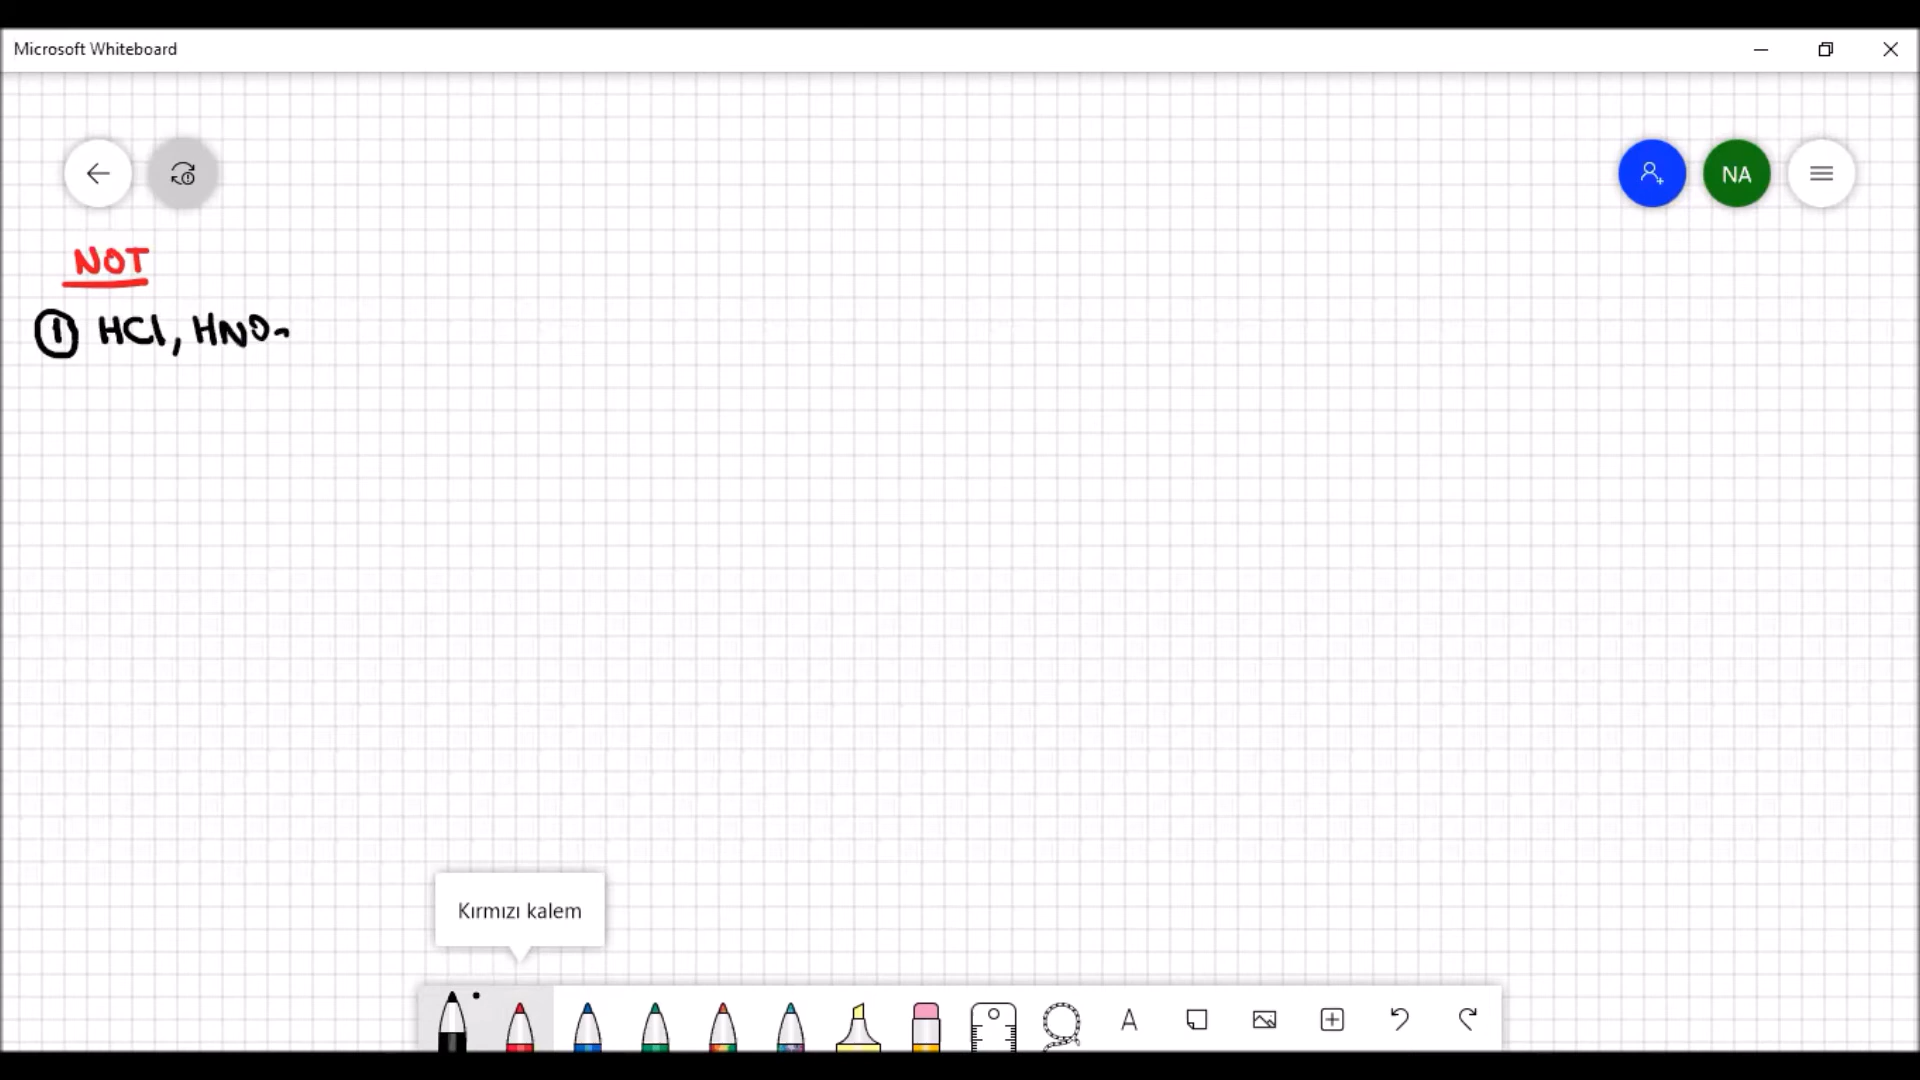 Microsoft Whiteboard
NA
NOT
① HCl, HNO
Kırmızı kalem
A